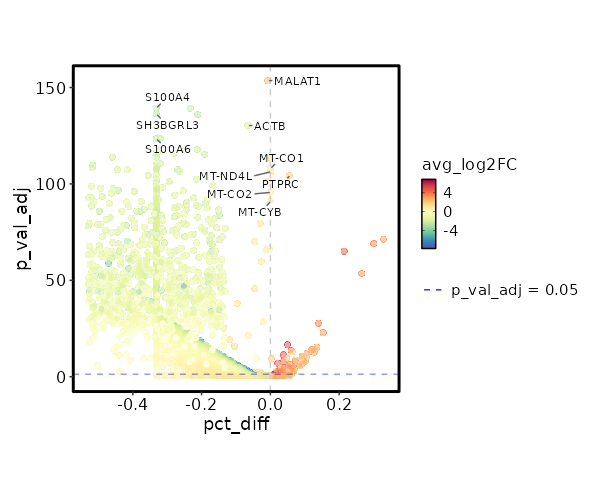 150
100
50
0
p_val_adj
MALAT1
S100A4
SH3BGRL3
ACTB
S100A6
MT-CO1
MT-ND4L
PTPRC
MT-CO2
MT-CYB
-0.4
-0.2
0.0
0.2
pct_diff
avg_log2FC
4
0
-4
p_val_adj = 0.05